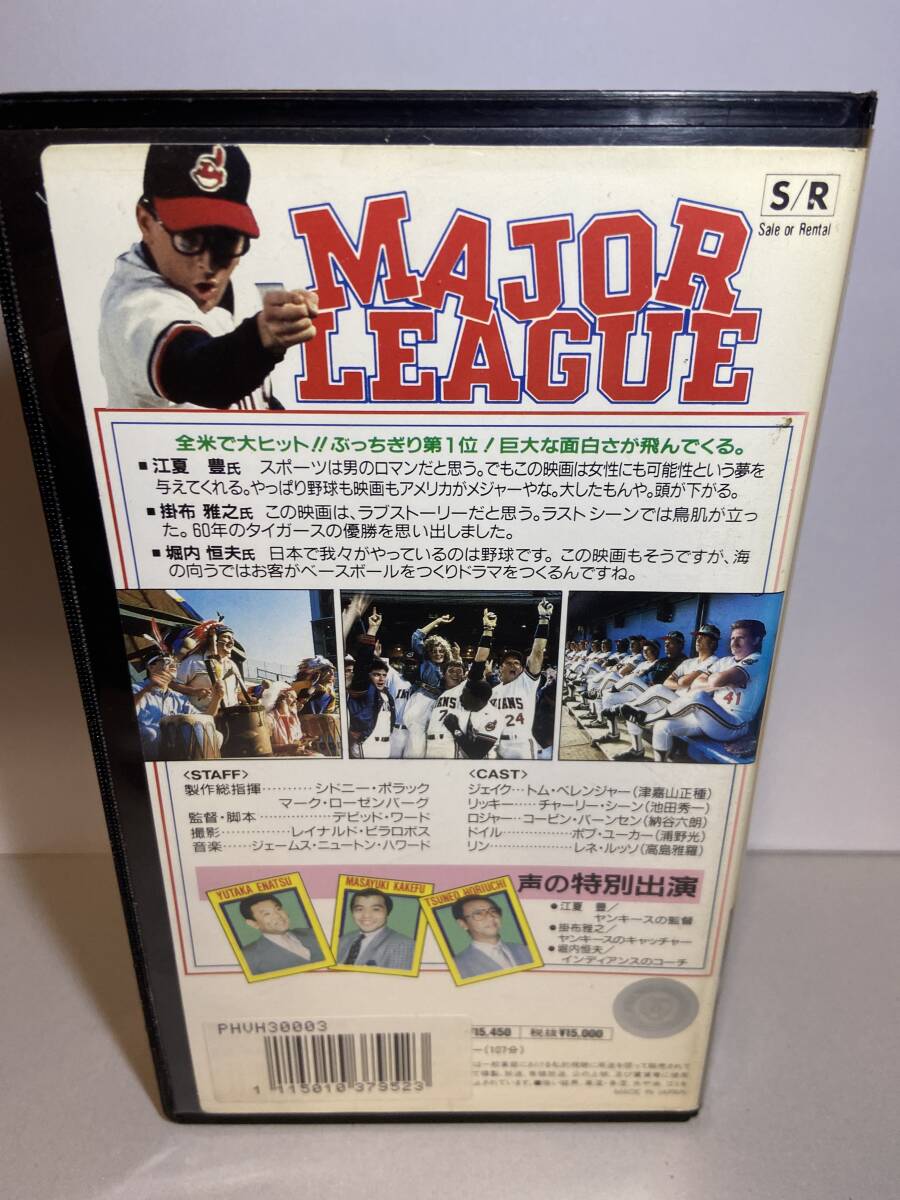 S/R
Sale or Rental
MAJOR
LEAGUE
全米で大ヒット!!ぶっちぎり第1位!巨大な面白さが飛んでくる。
■江夏 豊氏 スポーツは男のロマンだと思う。でもこの映画は女性にも可能性という夢を
与えてくれる。やっぱり野球も映画もアメリカがメジャーやな。大したもんや。頭が下がる。
■掛布 雅之氏 この映画は、ラブストーリーだと思う。ラストシーンでは鳥肌が立っ
た。60年のタイガースの優勝を思い出しました。
■堀内 恒夫氏 日本で我々がやっているのは野球です。この映画もそうですが、海
の向うではお客がベースボールをつくりドラマをつくるんですね。
INDIANS
7
24
41
〈STAFF〉
製作総指揮…………シドニー・ポラック
マーク・ローゼンバーグ
監督・脚本……………デビッド・ワード
撮影…………レイナルド・ビラロボス
音楽……ジェームス・ニュートン・ハワード
〈CAST〉
ジェイク…トム・ベレンジャー(津嘉山正種)
リッキー……チャーリー・シーン(池田秀一)
ロジャー…コービン・バーンセン(納谷六朗)
ドイル…………ボブ・ユーカー(浦野光)
リン……………レネ・ルッソ(高島雅羅)
YUTAKA ENATSU
MASAYUKI KAKEFU
TSUNEO HORIUCHI
声の特別出演
●江夏 豊/
ヤンキースの監督
●掛布雅之/
ヤンキースのキャッチャー
●堀内恒夫/
インディアンスのコーチ
PHVH30003
1 115010 379523
¥15,450 税抜¥15,000
ー(107分)
MADE IN JAPAN